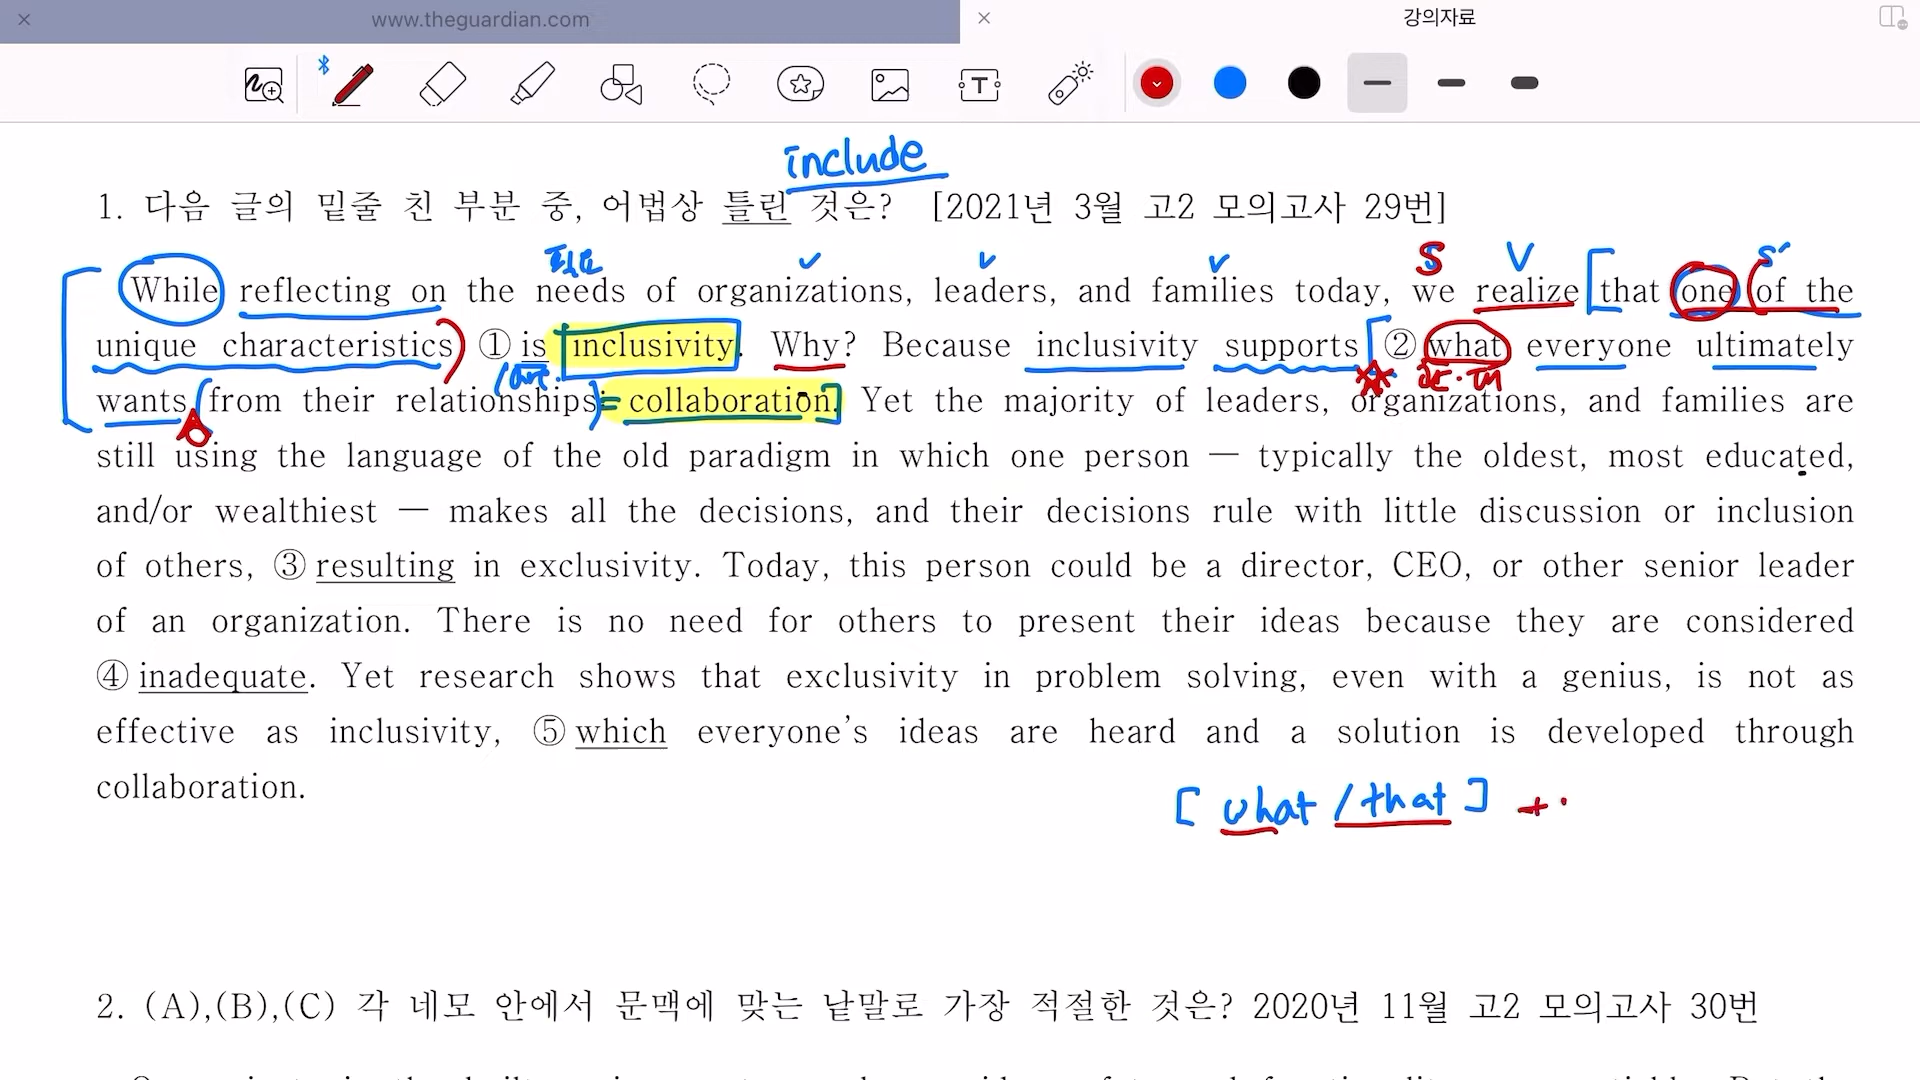 www.theguardian.com
강의자료
include
1. 다음 글의 밑줄 친 부분 중, 어법상 틀린 것은? [2021년 3월 고2 모의고사 29번]
필요 S V S'
While reflecting on the needs of organizations, leaders, and families today, we realize that one of the
unique characteristics ① is inclusivity. Why? Because inclusivity supports ② what everyone ultimately
/are.
wants from their relationships = collaboration. Yet the majority of leaders, organizations, and families are
still using the language of the old paradigm in which one person — typically the oldest, most educated,
and/or wealthiest — makes all the decisions, and their decisions rule with little discussion or inclusion
of others, ③ resulting in exclusivity. Today, this person could be a director, CEO, or other senior leader
of an organization. There is no need for others to present their ideas because they are considered
④ inadequate. Yet research shows that exclusivity in problem solving, even with a genius, is not as
effective as inclusivity, ⑤ which everyone's ideas are heard and a solution is developed through
collaboration.
[ what / that ] +
2. (A),(B),(C) 각 네모 안에서 문맥에 맞는 낱말로 가장 적절한 것은? 2020년 11월 고2 모의고사 30번